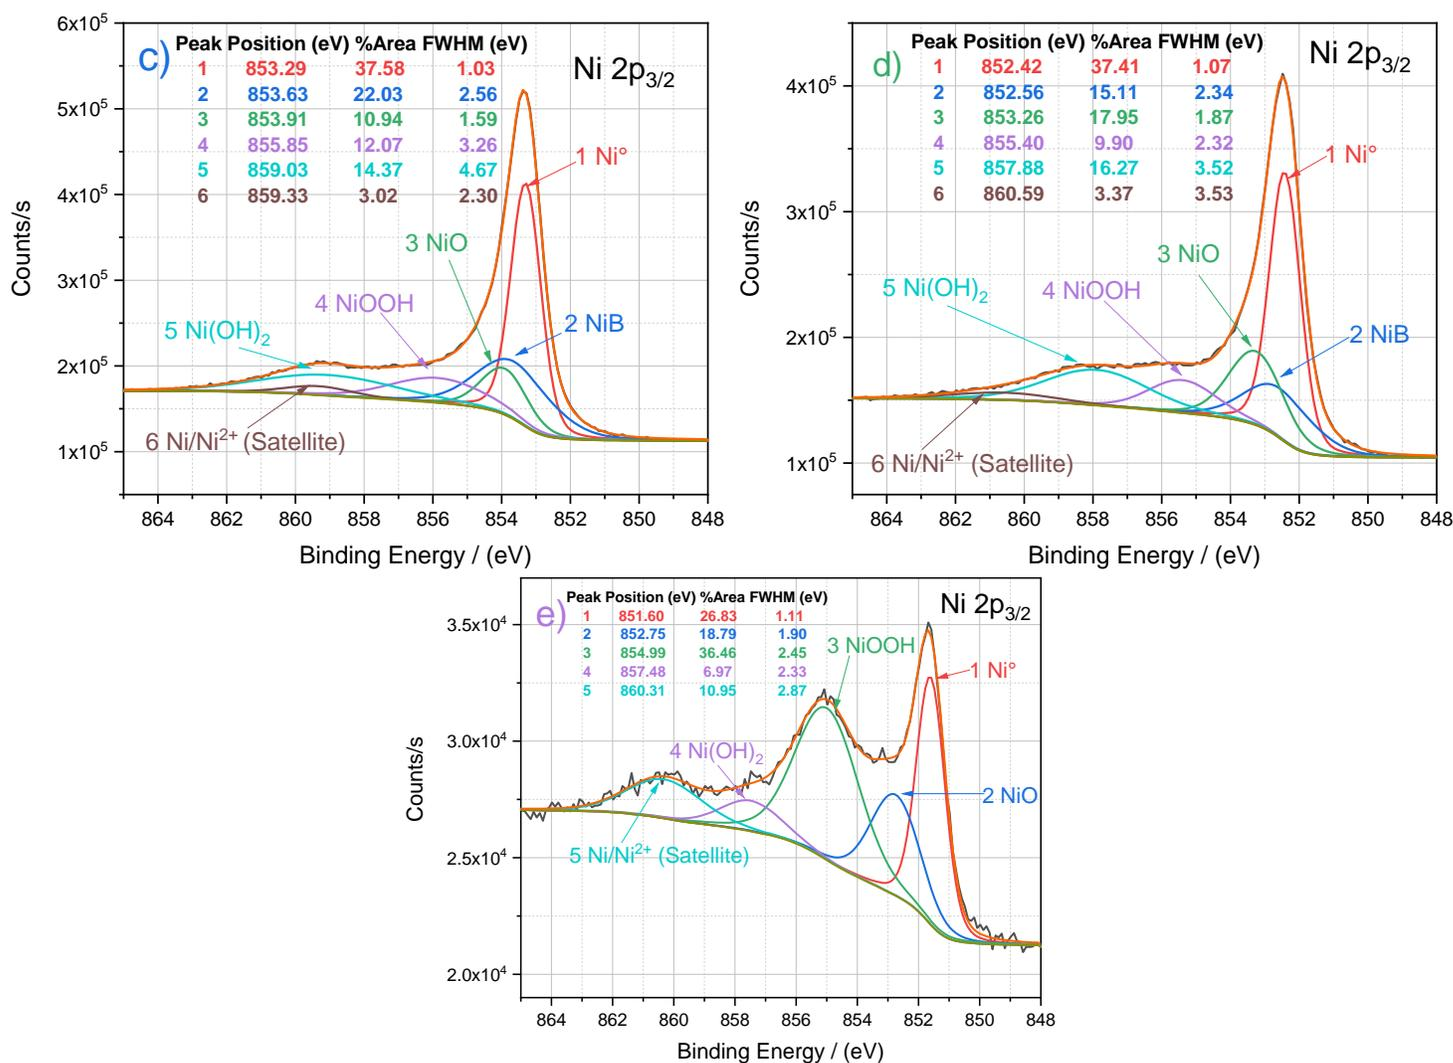 c)
Peak Position (eV) %Area FWHM (eV)
1 853.29 37.58 1.03
2 853.63 22.03 2.56
3 853.91 10.94 1.59
4 855.85 12.07 3.26
5 859.03 14.37 4.67
6 859.33 3.02 2.30
Ni 2p3/2
1 Ni°
3 NiO
4 NiOOH
2 NiB
5 Ni(OH)2
6 Ni/Ni2+ (Satellite)
6x10^5
5x10^5
4x10^5
3x10^5
2x10^5
1x10^5
Counts/s
864 862 860 858 856 854 852 850 848
Binding Energy / (eV)
d)
Peak Position (eV) %Area FWHM (eV)
1 852.42 37.41 1.07
2 852.56 15.11 2.34
3 853.26 17.95 1.87
4 855.40 9.90 2.32
5 857.88 16.27 3.52
6 860.59 3.37 3.53
Ni 2p3/2
1 Ni°
3 NiO
5 Ni(OH)2
4 NiOOH
2 NiB
6 Ni/Ni2+ (Satellite)
4x10^5
3x10^5
2x10^5
1x10^5
Counts/s
864 862 860 858 856 854 852 850 848
Binding Energy / (eV)
e)
Peak Position (eV) %Area FWHM (eV)
1 851.60 26.83 1.11
2 852.75 18.79 1.90
3 854.99 36.46 2.45
4 857.48 6.97 2.33
5 860.31 10.95 2.87
Ni 2p3/2
3 NiOOH
1 Ni°
4 Ni(OH)2
2 NiO
5 Ni/Ni2+ (Satellite)
3.5x10^4
3.0x10^4
2.5x10^4
2.0x10^4
Counts/s
864 862 860 858 856 854 852 850 848
Binding Energy / (eV)